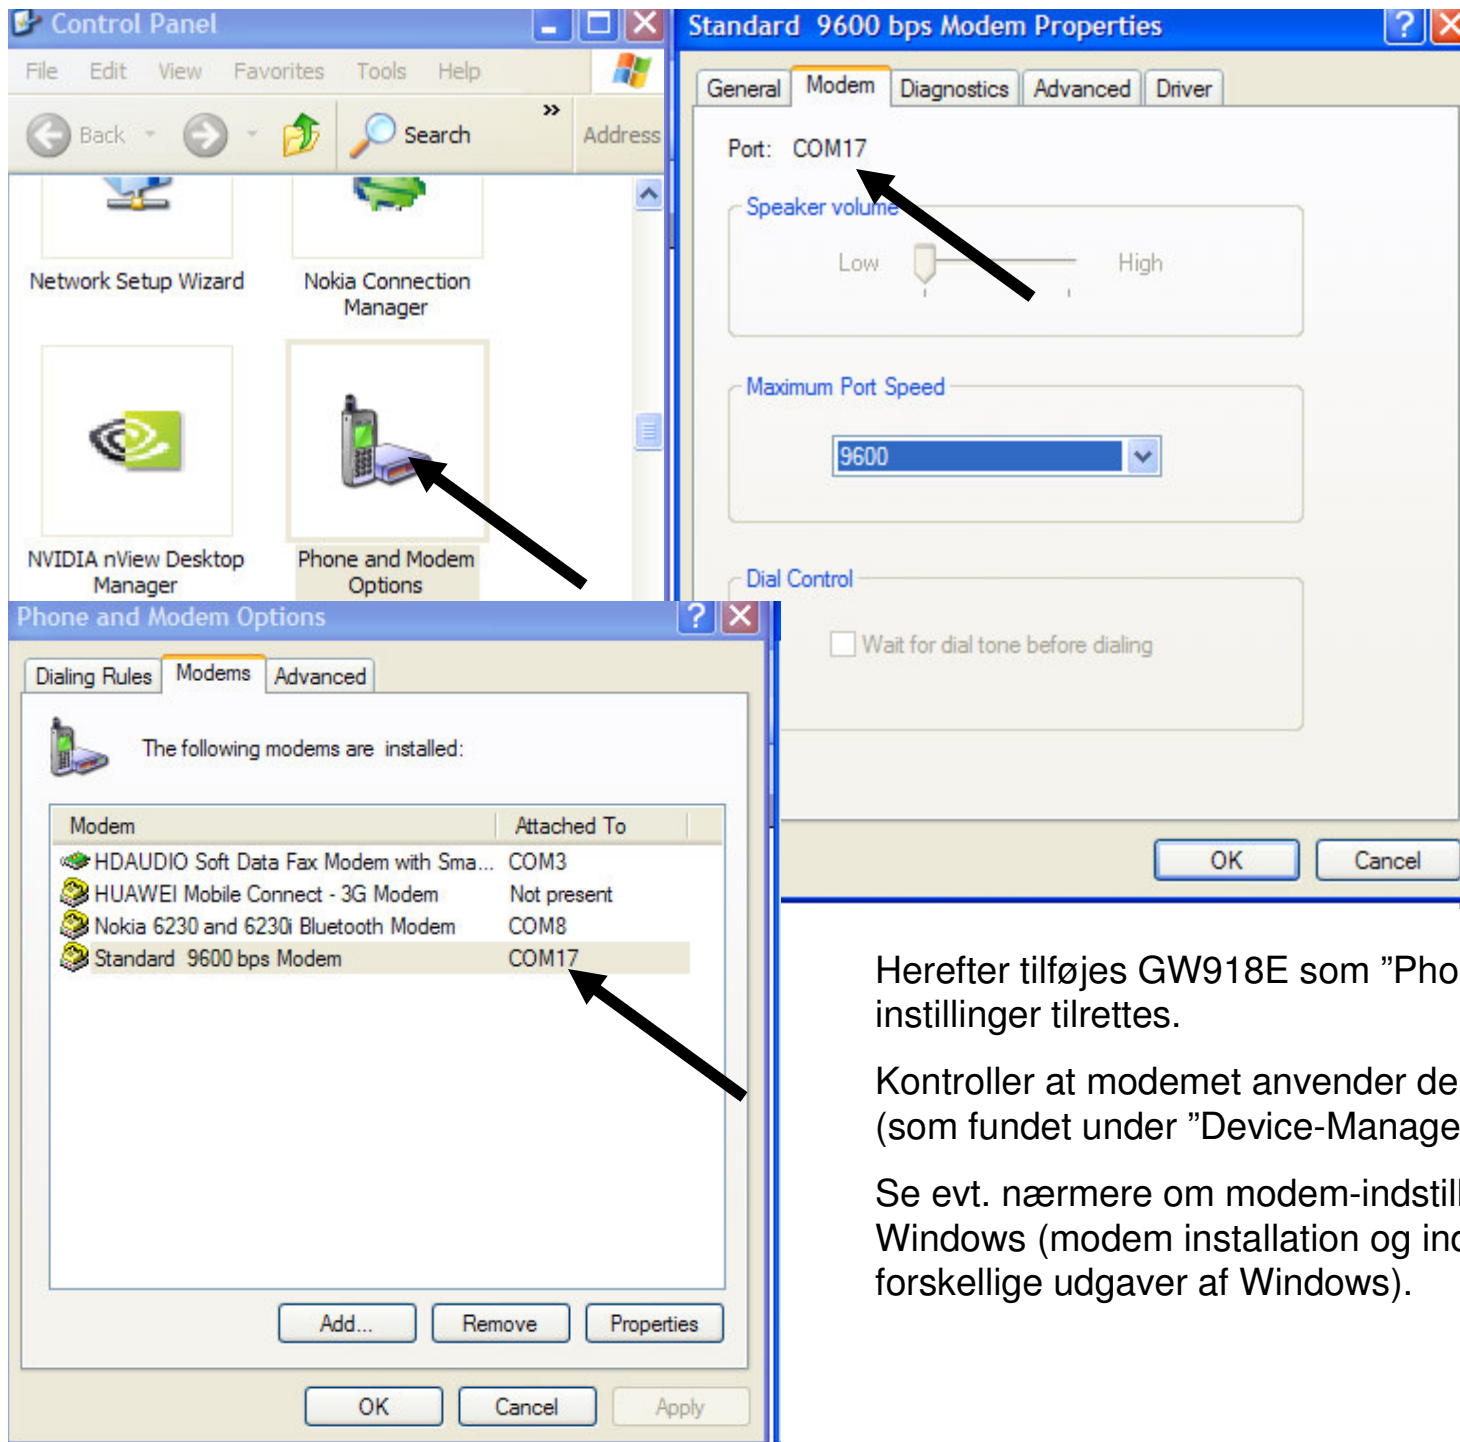 Control Panel
File Edit View Favorites Tools Help
Back Search » Address
Network Setup Wizard
Nokia Connection
Manager
NVIDIA nView Desktop
Manager
Phone and Modem
Options
Standard 9600 bps Modem Properties
General Modem Diagnostics Advanced Driver
Port: COM17
Speaker volume
Low High
Maximum Port Speed
9600
Dial Control
Wait for dial tone before dialing
OK Cancel
Phone and Modem Options
Dialing Rules Modems Advanced
The following modems are installed:
Modem Attached To
HDAUDIO Soft Data Fax Modem with Sma... COM3
HUAWEI Mobile Connect - 3G Modem Not present
Nokia 6230 and 6230i Bluetooth Modem COM8
Standard 9600 bps Modem COM17
Add... Remove Properties
OK Cancel Apply
Herefter tilføjes GW918E som ”Pho
instillinger tilrettes.
Kontroller at modemet anvender de
(som fundet under ”Device-Manage
Se evt. nærmere om modem-indstil
Windows (modem installation og ind
forskellige udgaver af Windows).